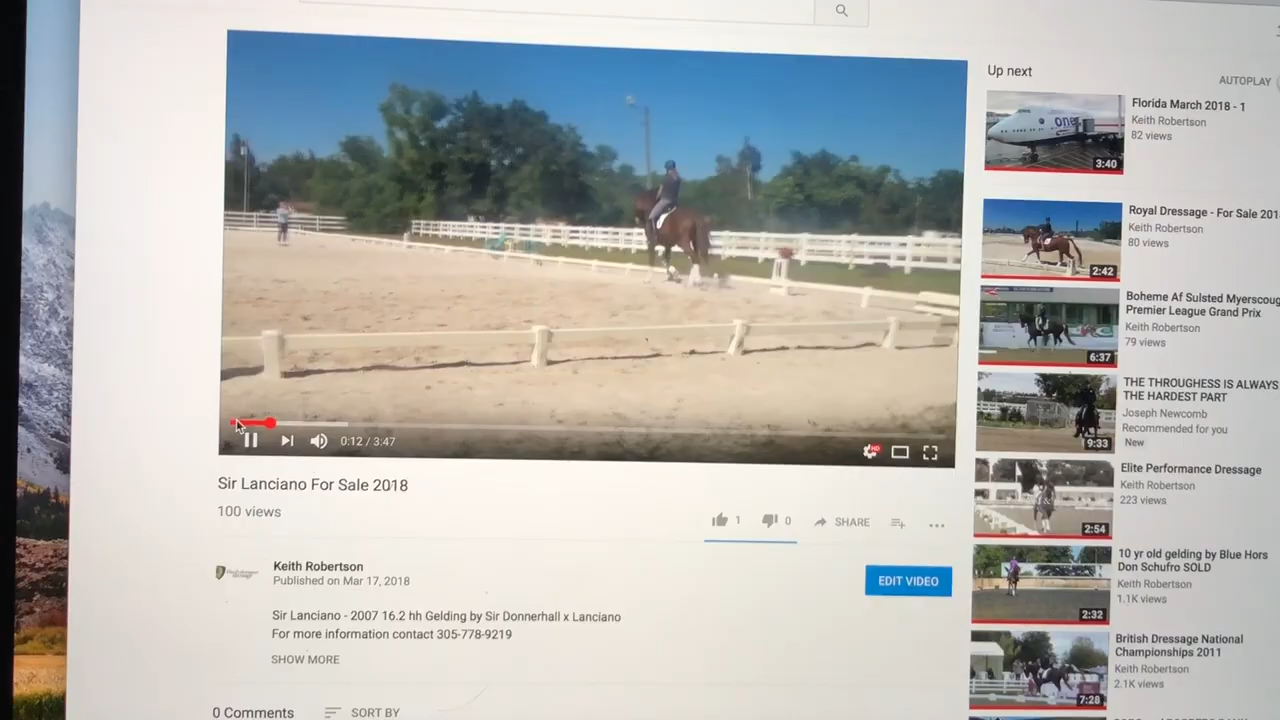 Up next
AUTOPLAY
one
3:40
Florida March 2018 - 1
Keith Robertson
82 views
2:42
Royal Dressage - For Sale 201
Keith Robertson
80 views
6:37
Boheme Af Sulsted Myerscoug
Premier League Grand Prix
Keith Robertson
79 views
9:33
THE THROUGHESS IS ALWAYS
THE HARDEST PART
Joseph Newcomb
Recommended for you
New
2:54
Elite Performance Dressage
Keith Robertson
223 views
2:32
10 yr old gelding by Blue Hors
Don Schufro SOLD
Keith Robertson
1.1K views
7:28
British Dressage National
Championships 2011
Keith Robertson
2.1K views
0:12 / 3:47
HD
Sir Lanciano For Sale 2018
100 views
1
0
SHARE
Keith Robertson
Published on Mar 17, 2018
EDIT VIDEO
Sir Lanciano - 2007 16.2 hh Gelding by Sir Donnerhall x Lanciano
For more information contact 305-778-9219
SHOW MORE
0 Comments
SORT BY